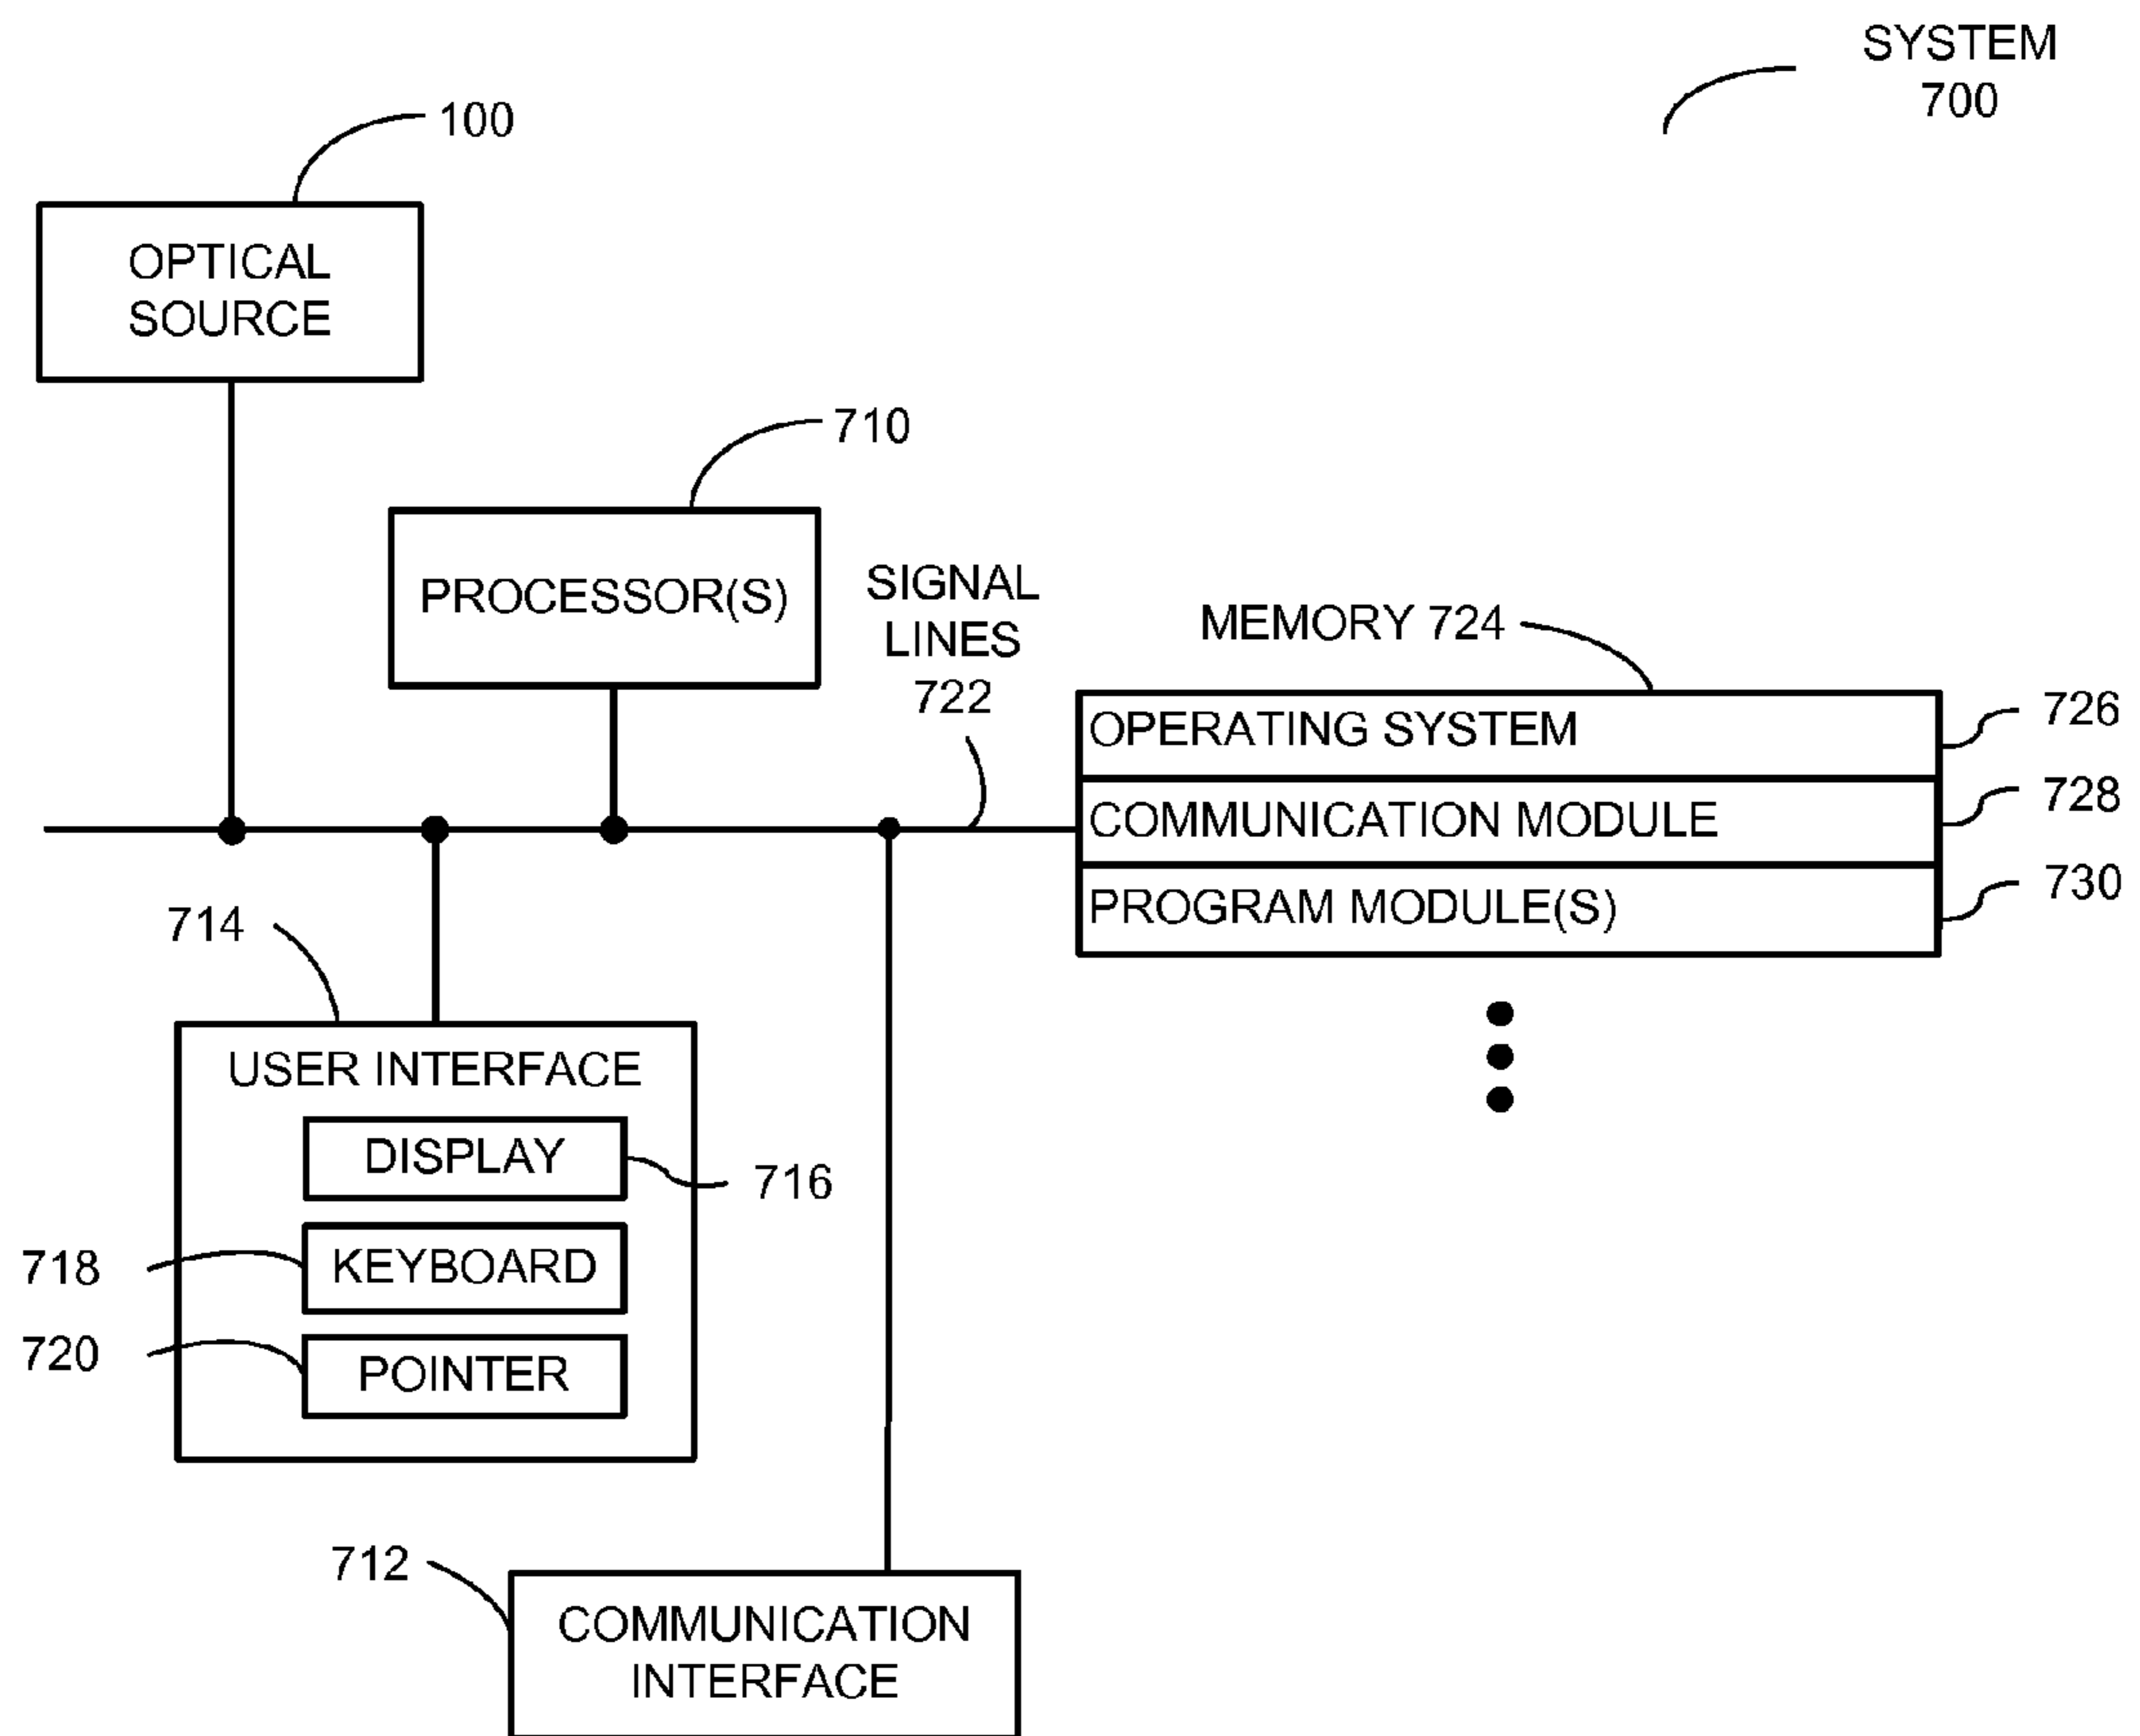 SYSTEM
700
100
OPTICAL
SOURCE
710
PROCESSOR(S)
SIGNAL
LINES
722
MEMORY 724
OPERATING SYSTEM
726
COMMUNICATION MODULE
728
PROGRAM MODULE(S)
730
714
USER INTERFACE
DISPLAY
716
718
KEYBOARD
720
POINTER
712
COMMUNICATION
INTERFACE